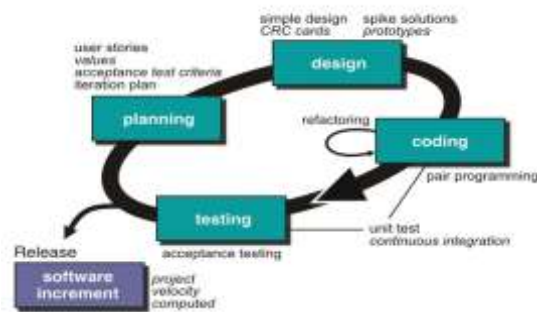 simple design
CRC cards
spike solutions
prototypes
user stories
values
acceptance test criteria
iteration plan
design
planning
refactoring
coding
pair programming
testing
unit test
continuous integration
acceptance testing
Release
software
increment
project
velocity
computed